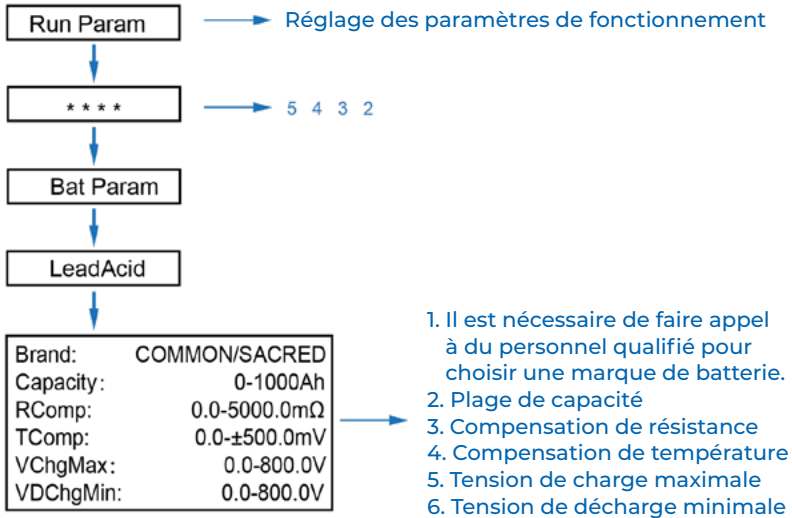 Run Param
Réglage des paramètres de fonctionnement
* * * *
5 4 3 2
Bat Param
LeadAcid
Brand: COMMON/SACRED
Capacity: 0-1000Ah
RComp: 0.0-5000.0mΩ
TComp: 0.0-±500.0mV
VChgMax: 0.0-800.0V
VDChgMin: 0.0-800.0V
1. Il est nécessaire de faire appel
à du personnel qualifié pour
choisir une marque de batterie.
2. Plage de capacité
3. Compensation de résistance
4. Compensation de température
5. Tension de charge maximale
6. Tension de décharge minimale